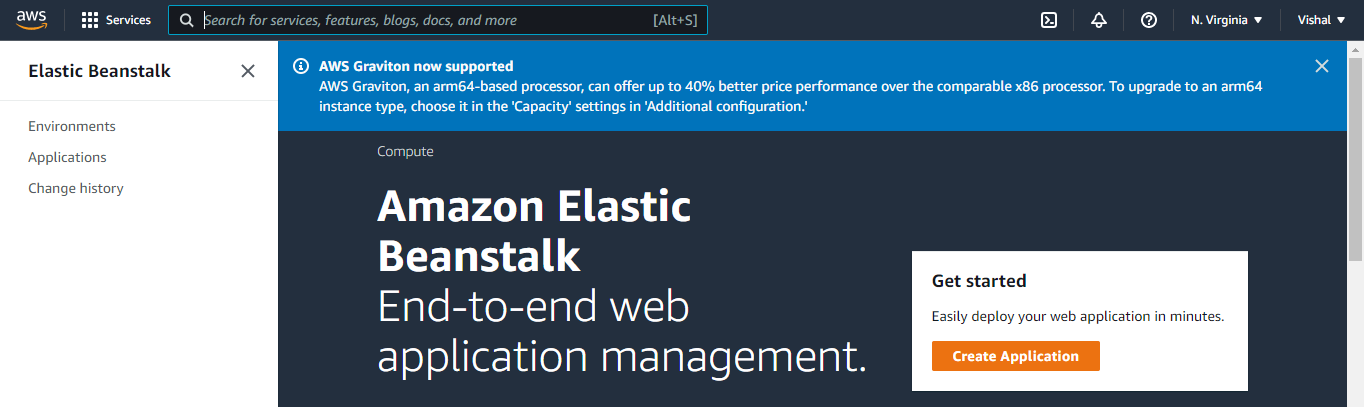 aws
Services
Search for services, features, blogs, docs, and more [Alt+S]
N. Virginia
Vishal
Elastic Beanstalk
Environments
Applications
Change history
AWS Graviton now supported
AWS Graviton, an arm64-based processor, can offer up to 40% better price performance over the comparable x86 processor. To upgrade to an arm64
instance type, choose it in the 'Capacity' settings in 'Additional configuration.'
Compute
Amazon Elastic
Beanstalk
End-to-end web
application management.
Get started
Easily deploy your web application in minutes.
Create Application